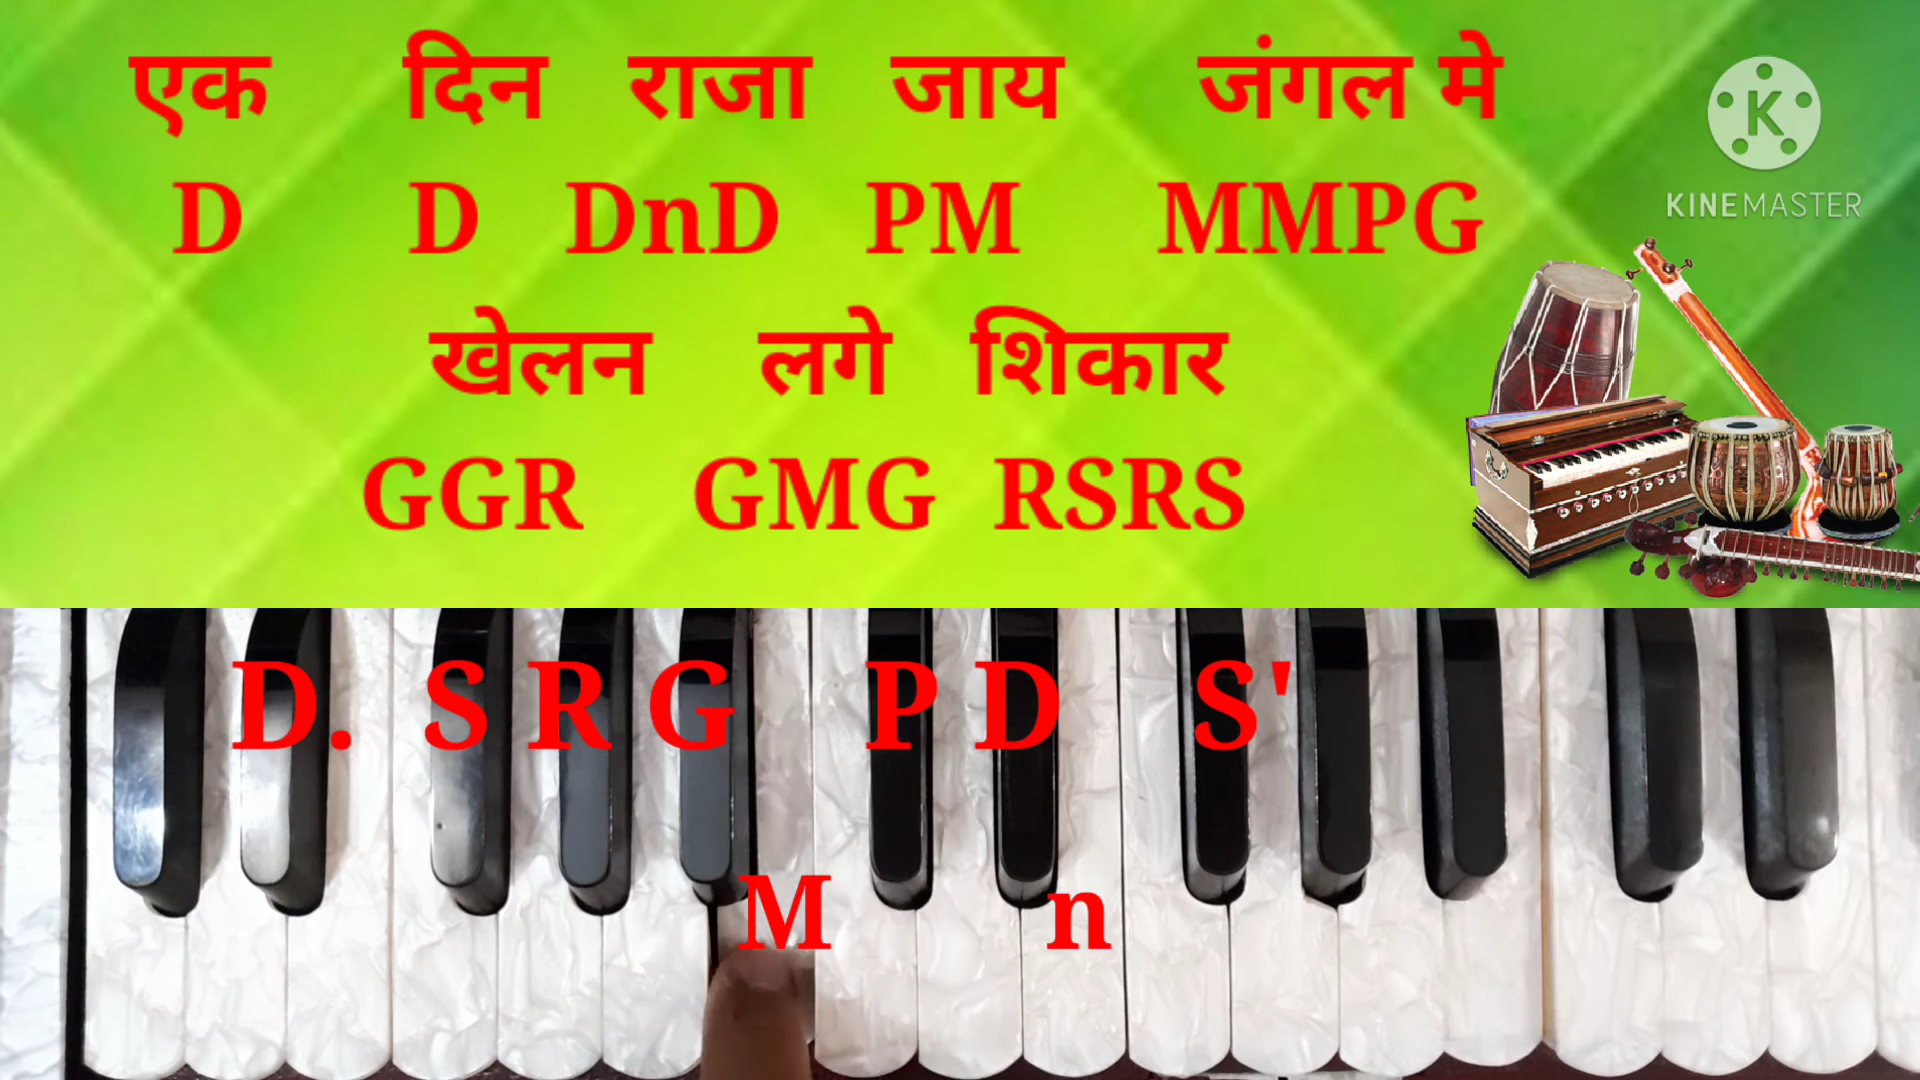 एक दिन राजा जाय जंगल मे
D D DnD PM MMPG
खेलन लगे शिकार
GGR GMG RSRS
K
KINEMASTER
D. S R G P D S'
M n